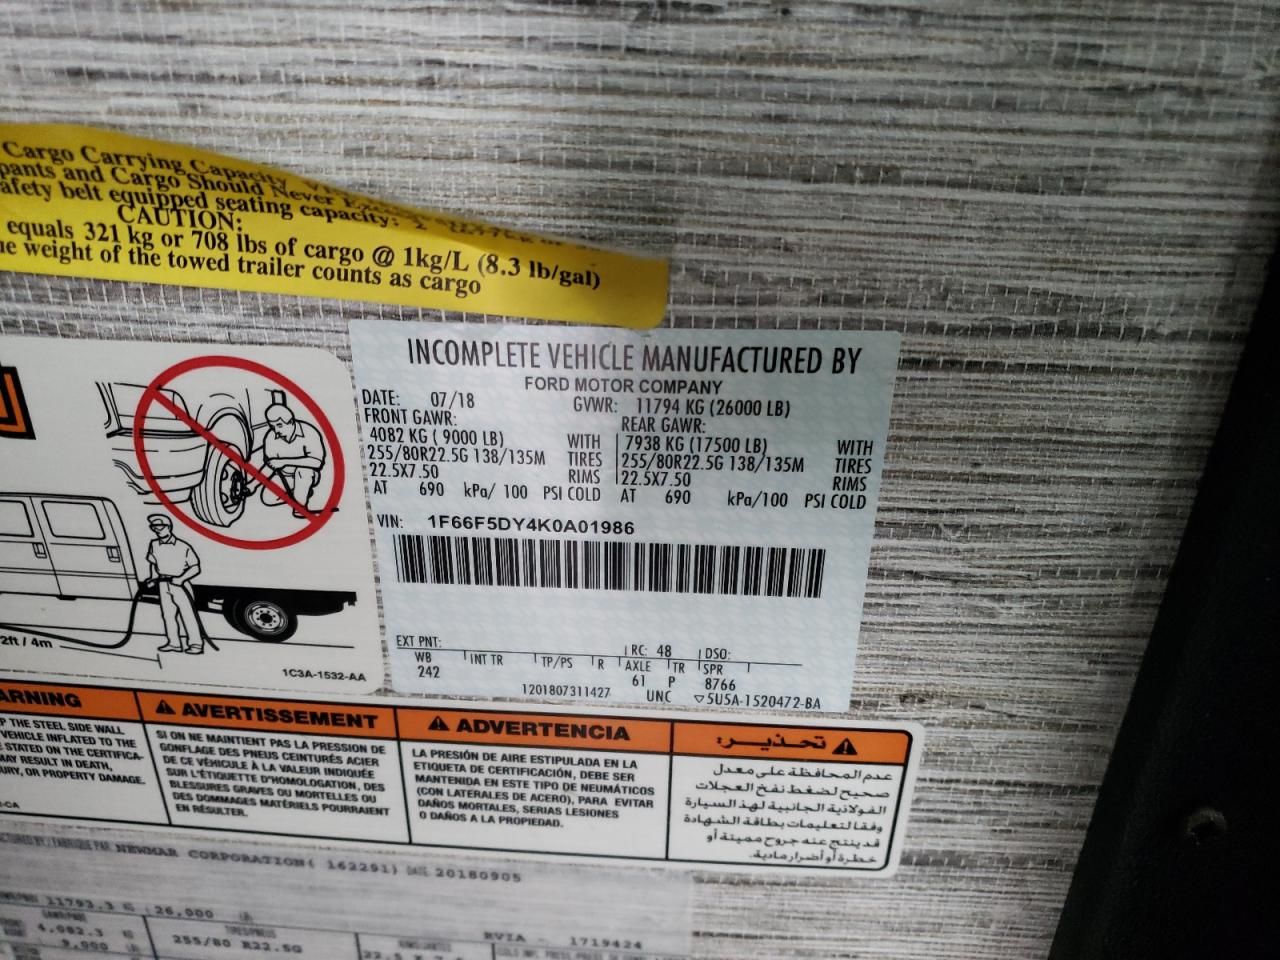 Cargo Carrying Capacity
pants and Cargo Should Never
afety belt equipped seating capacity: 2
CAUTION:
equals 321 kg or 708 lbs of cargo @ 1kg/L (8.3 lb/gal)
he weight of the towed trailer counts as cargo
INCOMPLETE VEHICLE MANUFACTURED BY
FORD MOTOR COMPANY
DATE: 07/18 GVWR: 11794 KG (26000 LB)
FRONT GAWR: REAR GAWR:
4082 KG ( 9000 LB) WITH 7938 KG (17500 LB) WITH
255/80R22.5G 138/135M TIRES 255/80R22.5G 138/135M TIRES
22.5X7.50 RIMS 22.5X7.50 RIMS
AT 690 kPa/ 100 PSI COLD AT 690 kPa/100 PSI COLD
VIN: 1F66F5DY4K0A01986
EXT PNT: RC: 48 DSO:
WB INT TR TP/PS R AXLE TR SPR
242 61 P 8766
1201807311427 UNC ▽5U5A-1520472-BA
2ft / 4m
1C3A-1532-AA
ARNING
P THE STEEL SIDE WALL
VEHICLE INFLATED TO THE
STATED ON THE CERTIFICA-
MAY RESULT IN DEATH,
URY, OR PROPERTY DAMAGE.
-CA
AVERTISSEMENT
SI ON NE MAINTIENT PAS LA PRESSION DE
GONFLAGE DES PNEUS CEINTURÉS ACIER
DE CE VÉHICULE À LA VALEUR INDIQUÉE
SUR L'ÉTIQUETTE D'HOMOLOGATION, DES
BLESSURES GRAVES OU MORTELLES OU
DES DOMMAGES MATÉRIELS POURRAIENT
EN RÉSULTER.
ADVERTENCIA
LA PRESIÓN DE AIRE ESTIPULADA EN LA
ETIQUETA DE CERTIFICACIÓN, DEBE SER
MANTENIDA EN ESTE TIPO DE NEUMÁTICOS
(CON LATERALES DE ACERO), PARA EVITAR
DAÑOS MORTALES, SERIAS LESIONES
O DAÑOS A LA PROPIEDAD.
تحذير:
عدم المحافظة على معدل
صحيح لضغط نفخ العجلات
الفولاذية الجانبية لهذ السيارة
وفقا لتعليمات بطاقة الشهادة
قد ينتج عنه جروح مميتة أو
خطرة أو أضرار مادية.
FABRIQUÉ PAR NEWMAR CORPORATION( 162291) DATE 20180905
11793.3 26,000
4,082.3 255/80 R22.5G RVIA - 1719424
9,000